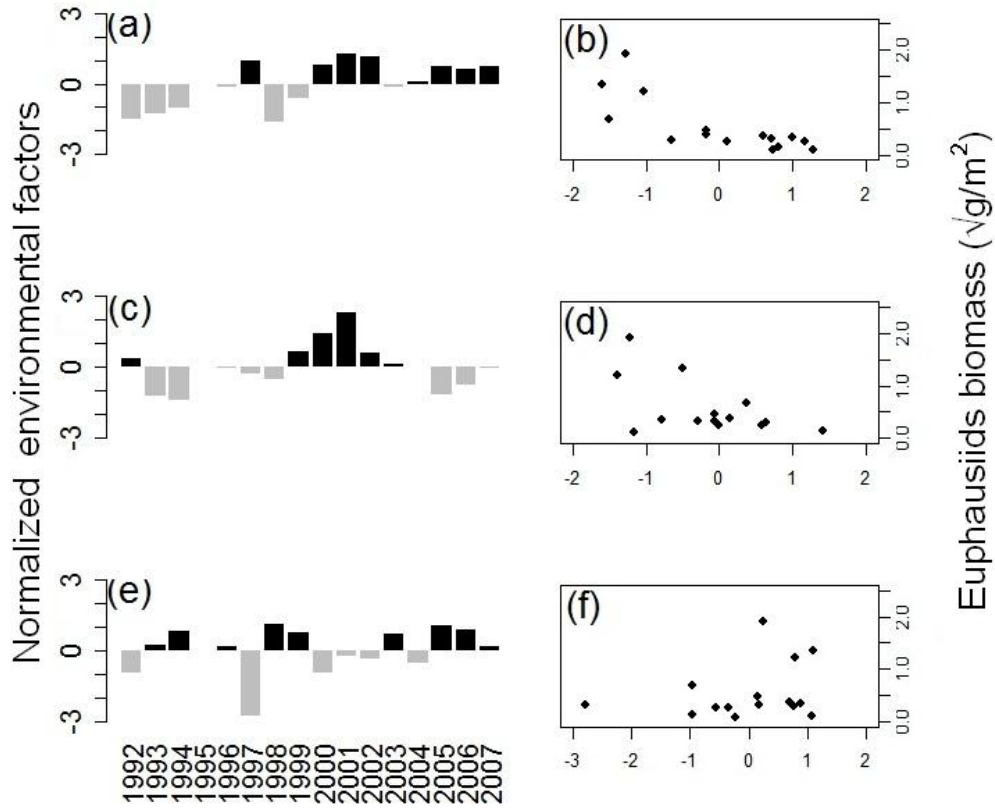 Normalized environmental factors
Euphausiids biomass (√g/m²)
(a)
3
0
-3
(b)
2.0
1.0
0.0
-2 -1 0 1 2
(c)
3
0
-3
(d)
2.0
1.0
0.0
-2 -1 0 1 2
(e)
3
0
-3
1992 1993 1994 1995 1996 1997 1998 1999 2000 2001 2002 2003 2004 2005 2006 2007
(f)
2.0
1.0
0.0
-3 -2 -1 0 1 2